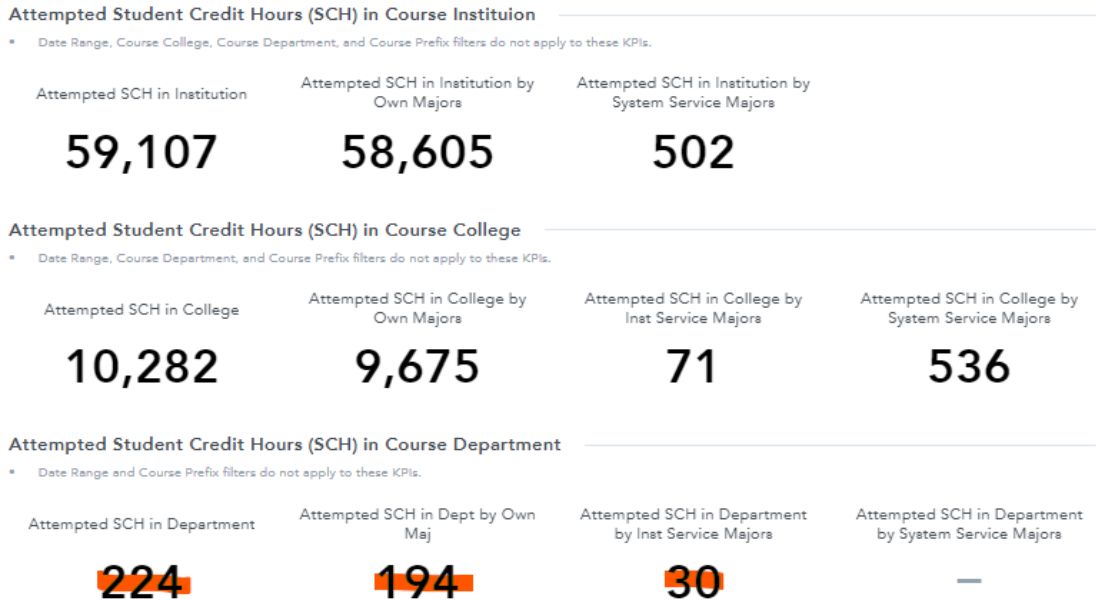 Attempted Student Credit Hours (SCH) in Course Instituion
• Date Range, Course College, Course Department, and Course Prefix filters do not apply to these KPIs.
Attempted SCH in Institution
59,107
Attempted SCH in Institution by
Own Majors
58,605
Attempted SCH in Institution by
System Service Majors
502
Attempted Student Credit Hours (SCH) in Course College
• Date Range, Course Department, and Course Prefix filters do not apply to these KPIs.
Attempted SCH in College
10,282
Attempted SCH in College by
Own Majors
9,675
Attempted SCH in College by
Inst Service Majors
71
Attempted SCH in College by
System Service Majors
536
Attempted Student Credit Hours (SCH) in Course Department
• Date Range and Course Prefix filters do not apply to these KPIs.
Attempted SCH in Department
224
Attempted SCH in Dept by Own
Maj
194
Attempted SCH in Department
by Inst Service Majors
30
Attempted SCH in Department
by System Service Majors
–